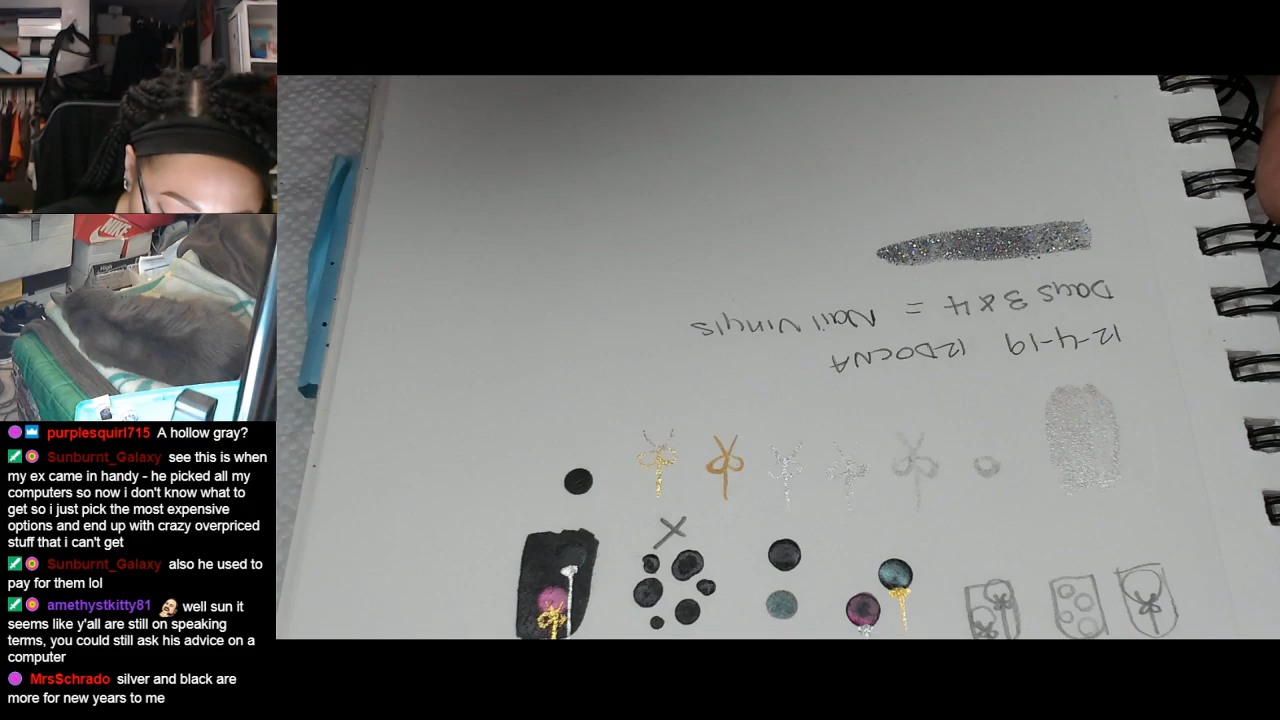 NIKE
purplesquirl715 A hollow gray?
Sunburnt_Galaxy see this is when
my ex came in handy - he picked all my
computers so now i don't know what to
get so i just pick the most expensive
options and end up with crazy overpriced
stuff that i can't get
Sunburnt_Galaxy also he used to
pay for them lol
amethystkitty81 well sun it
seems like y'all are still on speaking
terms, you could still ask his advice on a
computer
MrsSchrado silver and black are
more for new years to me
12-4-19 12DOCNA
Days 3 & 4 = Nail Vinyls